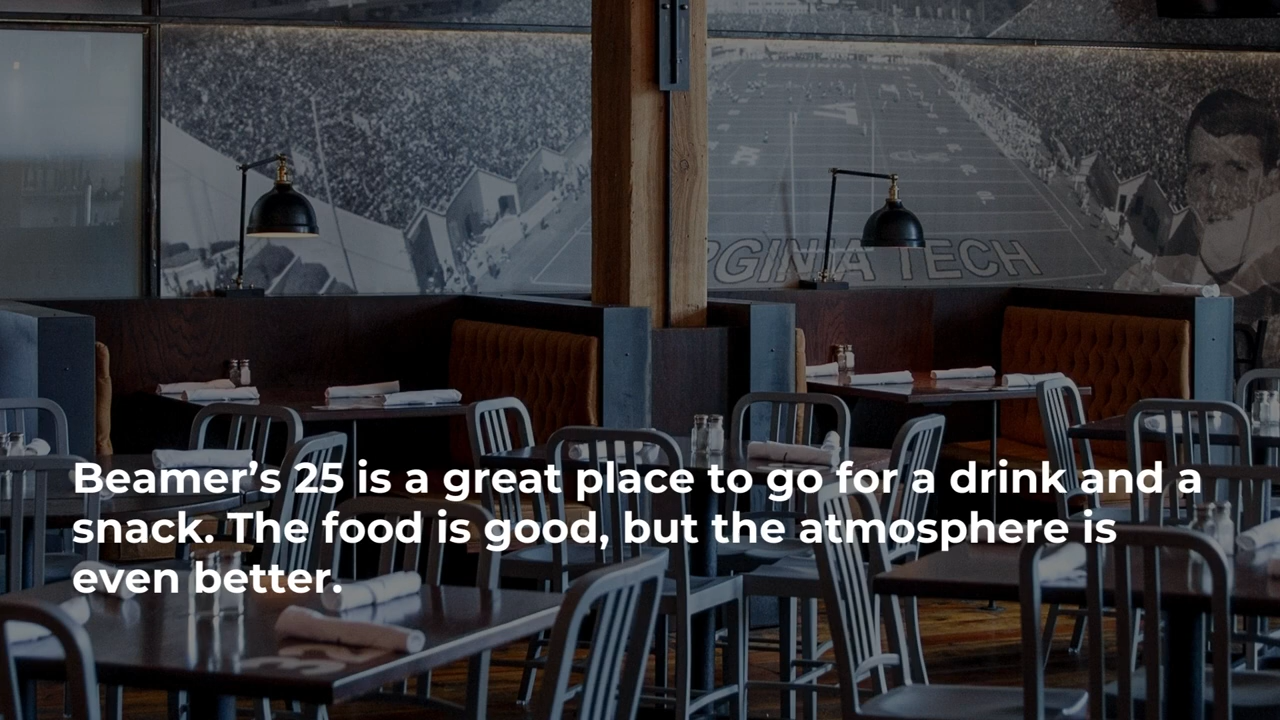 RGINIA TECH
Beamer’s 25 is a great place to go for a drink and a
snack. The food is good, but the atmosphere is
even better.